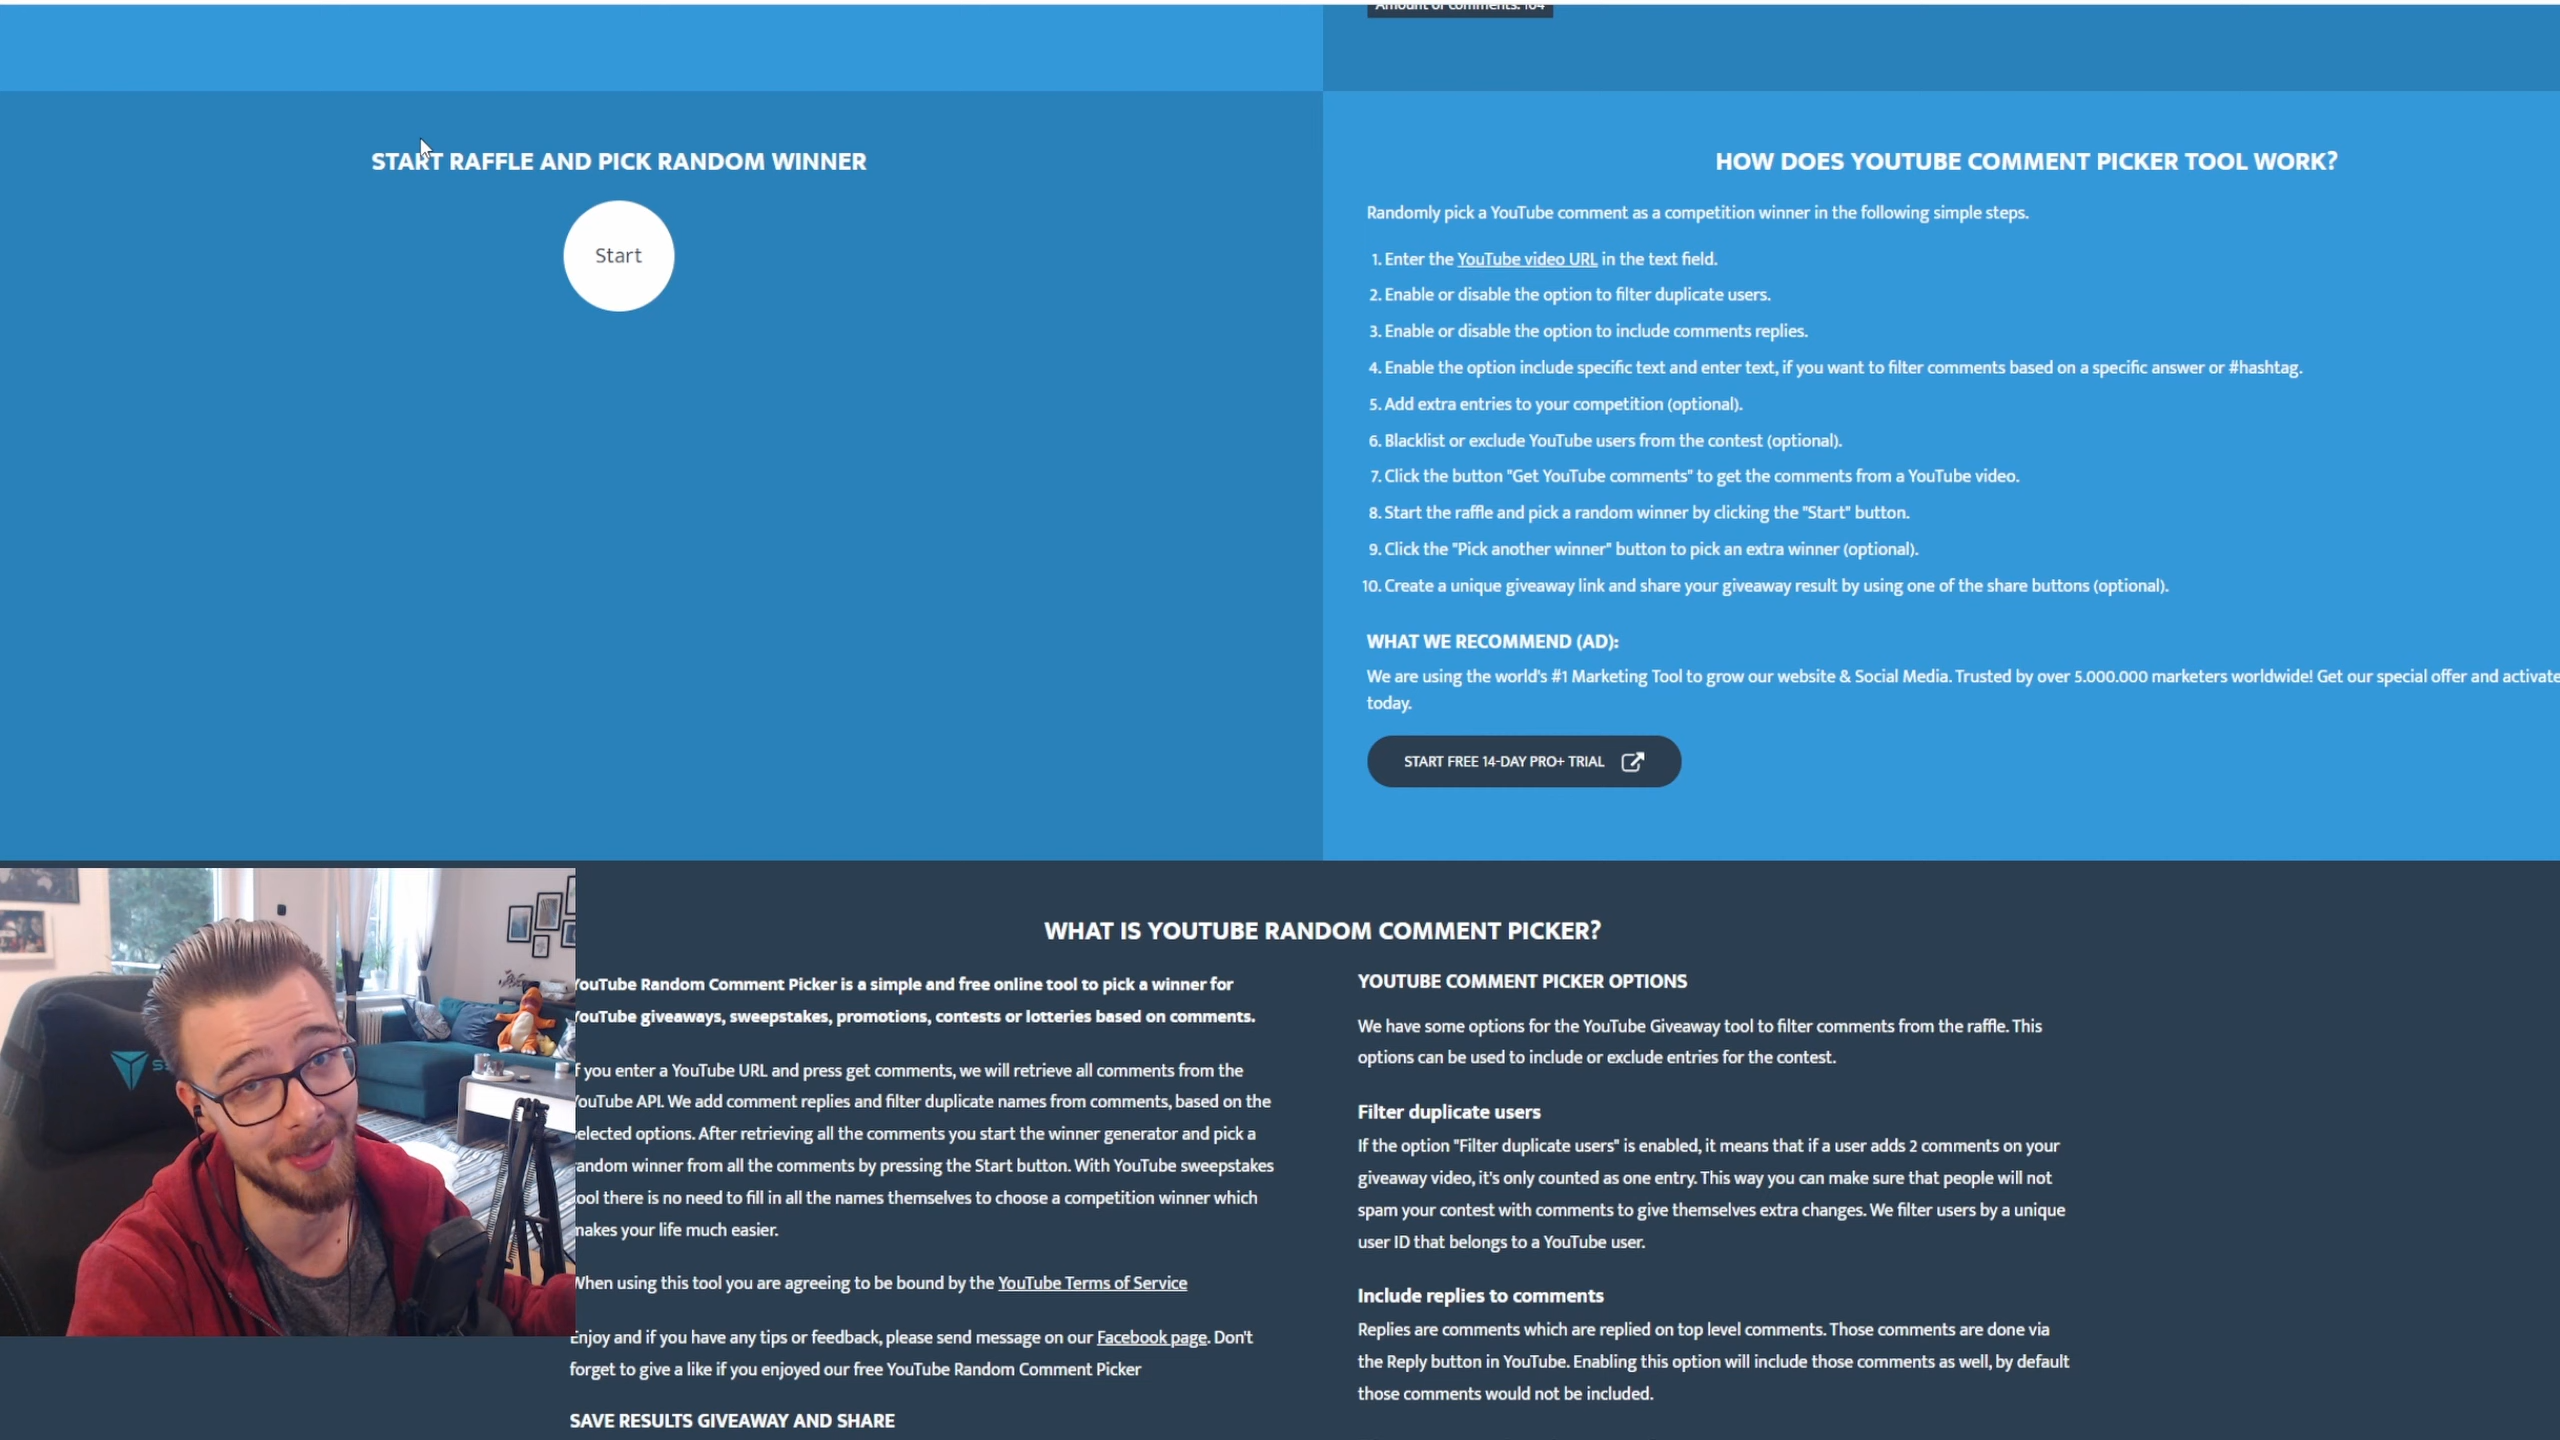 Amount of comments: 164
START RAFFLE AND PICK RANDOM WINNER
Start
HOW DOES YOUTUBE COMMENT PICKER TOOL WORK?
Randomly pick a YouTube comment as a competition winner in the following simple steps.
1. Enter the YouTube video URL in the text field.
2. Enable or disable the option to filter duplicate users.
3. Enable or disable the option to include comments replies.
4. Enable the option include specific text and enter text, if you want to filter comments based on a specific answer or #hashtag.
5. Add extra entries to your competition (optional).
6. Blacklist or exclude YouTube users from the contest (optional).
7. Click the button "Get YouTube comments" to get the comments from a YouTube video.
8. Start the raffle and pick a random winner by clicking the "Start" button.
9. Click the "Pick another winner" button to pick an extra winner (optional).
10. Create a unique giveaway link and share your giveaway result by using one of the share buttons (optional).
WHAT WE RECOMMEND (AD):
We are using the world's #1 Marketing Tool to grow our website & Social Media. Trusted by over 5.000.000 marketers worldwide! Get our special offer and activate
today.
START FREE 14-DAY PRO+ TRIAL
WHAT IS YOUTUBE RANDOM COMMENT PICKER?
YouTube Random Comment Picker is a simple and free online tool to pick a winner for
YouTube giveaways, sweepstakes, promotions, contests or lotteries based on comments.
If you enter a YouTube URL and press get comments, we will retrieve all comments from the
YouTube API. We add comment replies and filter duplicate names from comments, based on the
selected options. After retrieving all the comments you start the winner generator and pick a
random winner from all the comments by pressing the Start button. With YouTube sweepstakes
tool there is no need to fill in all the names themselves to choose a competition winner which
makes your life much easier.
When using this tool you are agreeing to be bound by the YouTube Terms of Service
Enjoy and if you have any tips or feedback, please send message on our Facebook page. Don't
forget to give a like if you enjoyed our free YouTube Random Comment Picker
SAVE RESULTS GIVEAWAY AND SHARE
YOUTUBE COMMENT PICKER OPTIONS
We have some options for the YouTube Giveaway tool to filter comments from the raffle. This
options can be used to include or exclude entries for the contest.
Filter duplicate users
If the option "Filter duplicate users" is enabled, it means that if a user adds 2 comments on your
giveaway video, it's only counted as one entry. This way you can make sure that people will not
spam your contest with comments to give themselves extra changes. We filter users by a unique
user ID that belongs to a YouTube user.
Include replies to comments
Replies are comments which are replied on top level comments. Those comments are done via
the Reply button in YouTube. Enabling this option will include those comments as well, by default
those comments would not be included.